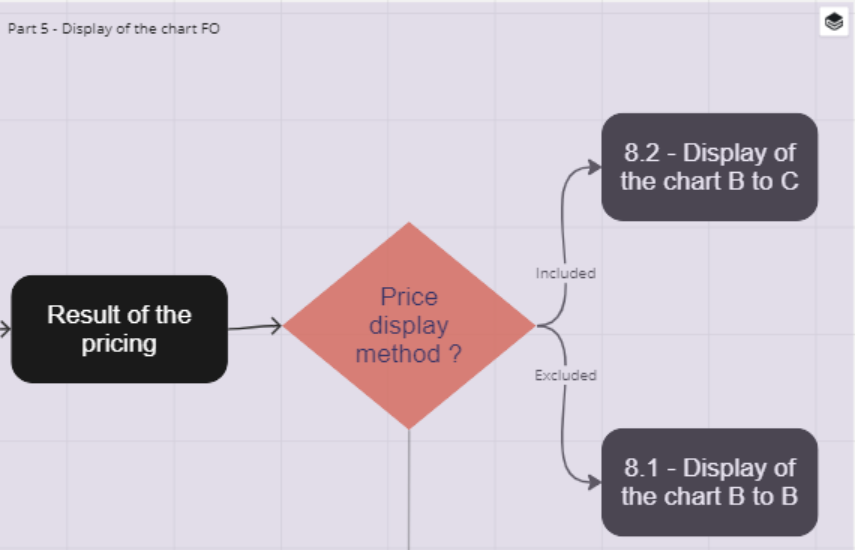 Part 5 - Display of the chart FO
8.2 - Display of
the chart B to C
Included
Result of the
pricing
Price
display
method ?
Excluded
8.1 - Display of
the chart B to B